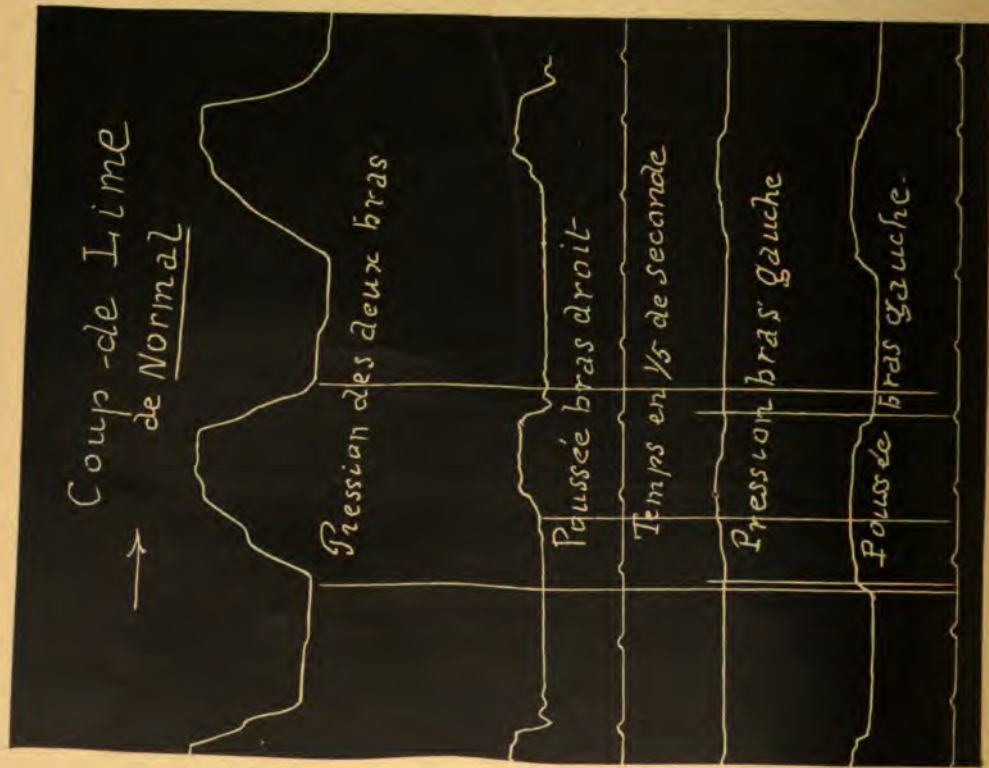 Coup-de Lime
de Normal
Pression des deux bras
Poussée bras droit
Temps en 1/5 de seconde
Pression bras gauche
Poussée bras gauche.